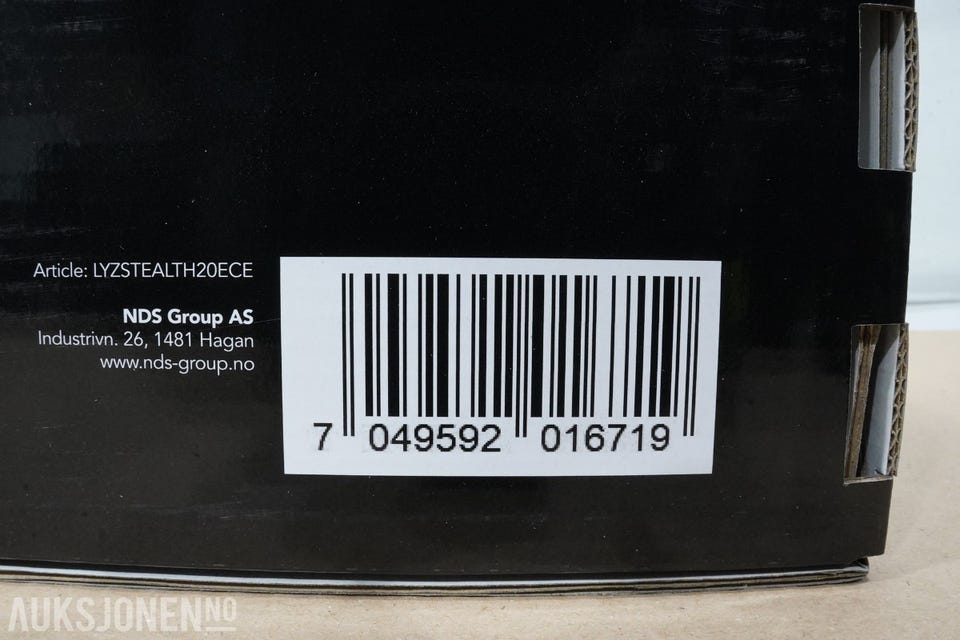 Article: LYZSTEALTH20ECE
NDS Group AS
Industrivn. 26, 1481 Hagan
www.nds-group.no
7 049592 016719
AUKSJONEN NO